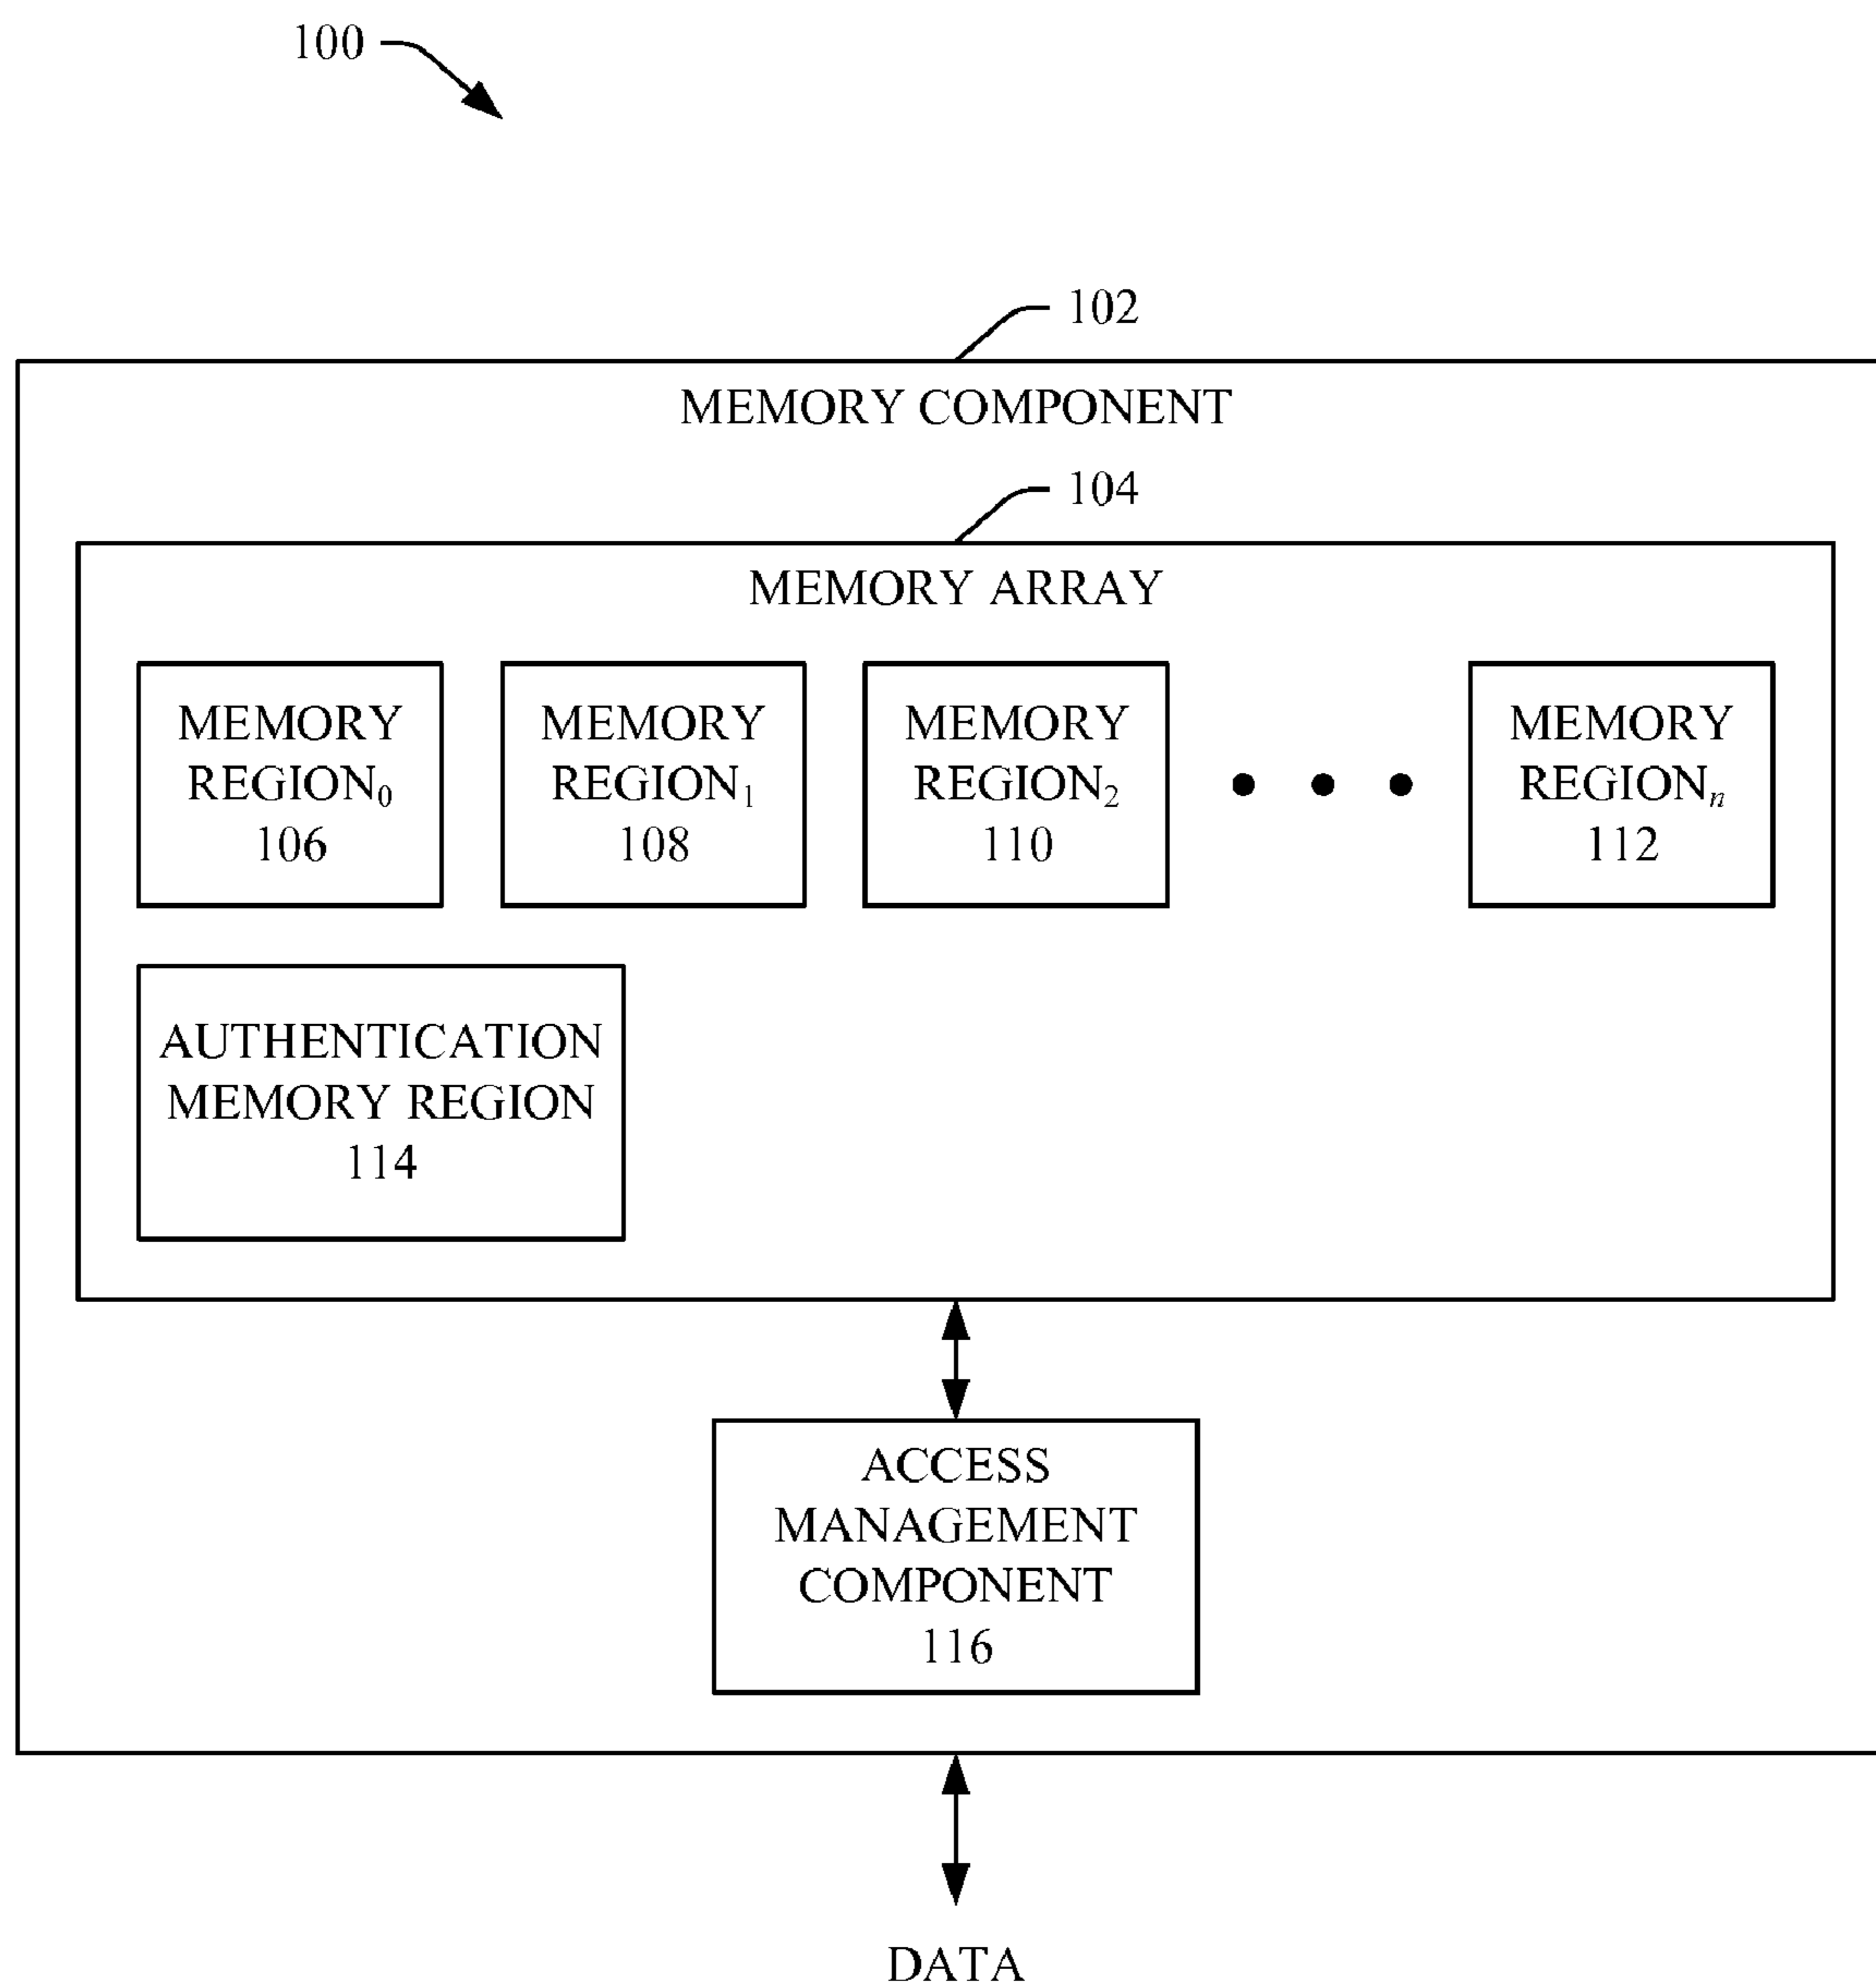 100
102
MEMORY COMPONENT
104
MEMORY ARRAY
MEMORY
REGION₀
106
MEMORY
REGION₁
108
MEMORY
REGION₂
110
MEMORY
REGIONₙ
112
AUTHENTICATION
MEMORY REGION
114
ACCESS
MANAGEMENT
COMPONENT
116
DATA